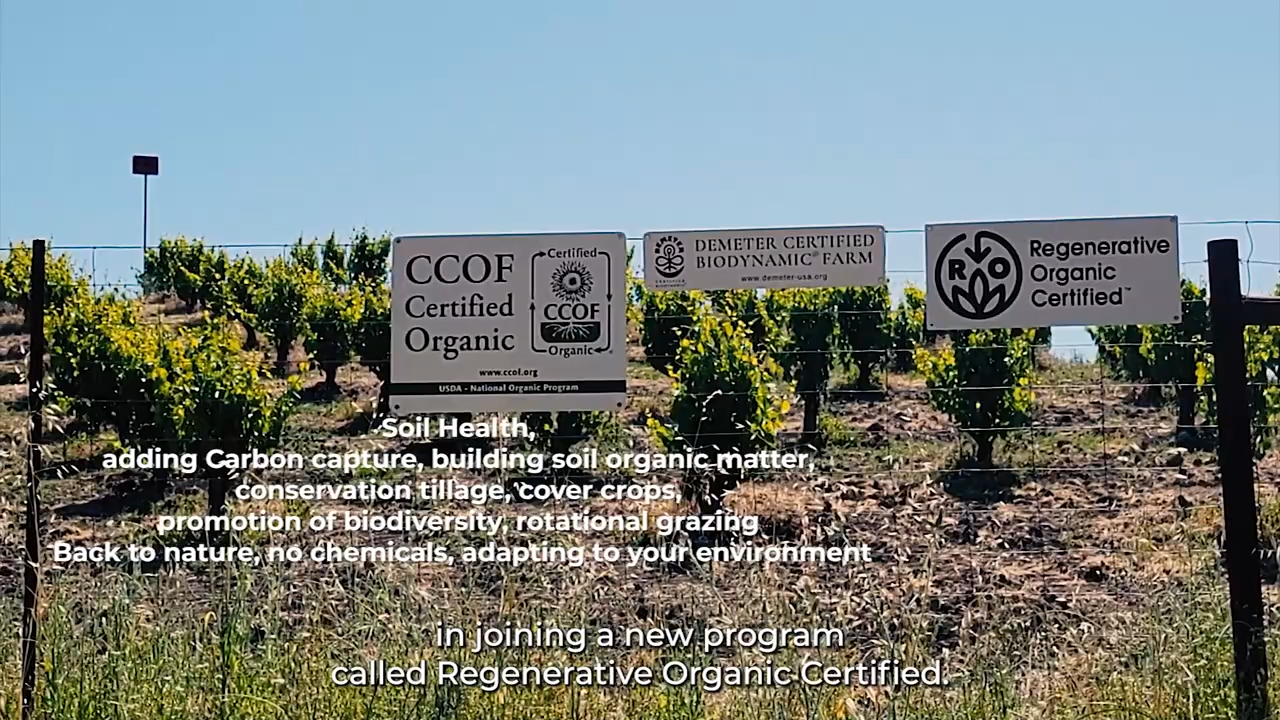 CCOF
Certified
Organic
Certified
CCOF
Organic
www.ccof.org
USDA - National Organic Program
DEMETER
DEMETER CERTIFIED
BIODYNAMIC® FARM
www.demeter-usa.org
R O
Regenerative
Organic
Certified™
Soil Health,
adding Carbon capture, building soil organic matter,
conservation tillage, cover crops,
promotion of biodiversity, rotational grazing
Back to nature, no chemicals, adapting to your environment
in joining a new program
called Regenerative Organic Certified.